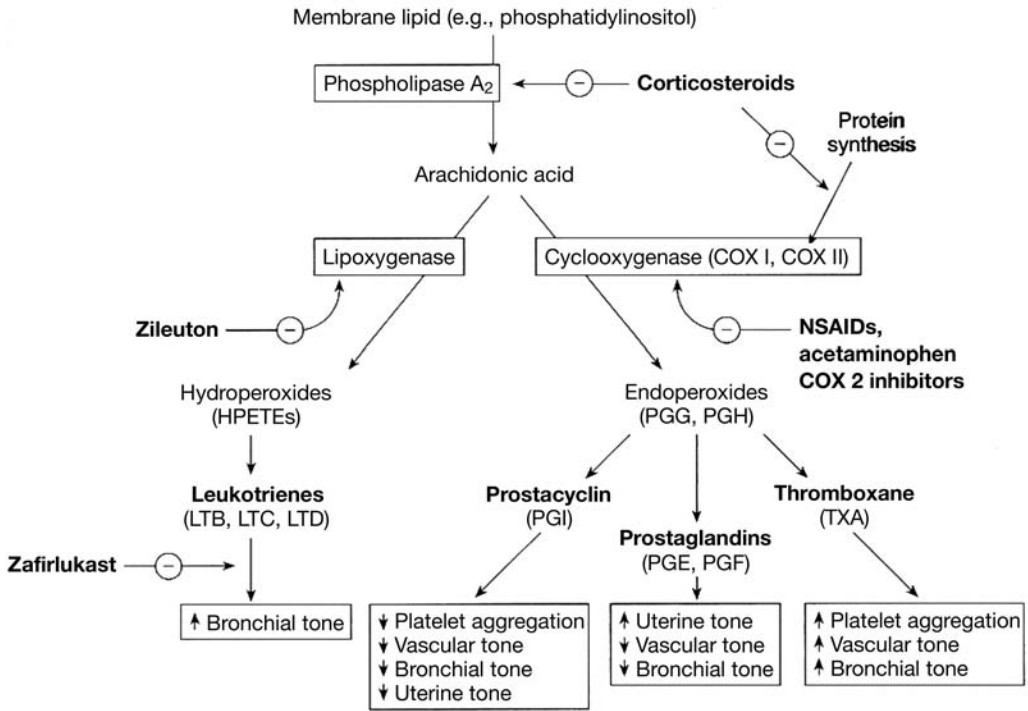 Membrane lipid (e.g., phosphatidylinositol)
Phospholipase A₂
−
Corticosteroids
Protein
synthesis
−
Arachidonic acid
Lipoxygenase
Cyclooxygenase (COX I, COX II)
Zileuton
−
−
NSAIDs,
acetaminophen
COX 2 inhibitors
Hydroperoxides
(HPETEs)
Endoperoxides
(PGG, PGH)
Leukotrienes
(LTB, LTC, LTD)
Prostacyclin
(PGI)
Thromboxane
(TXA)
Prostaglandins
(PGE, PGF)
Zafirlukast
−
↑ Bronchial tone
↓ Platelet aggregation
↓ Vascular tone
↓ Bronchial tone
↓ Uterine tone
↑ Uterine tone
↓ Vascular tone
↓ Bronchial tone
↑ Platelet aggregation
↑ Vascular tone
↑ Bronchial tone